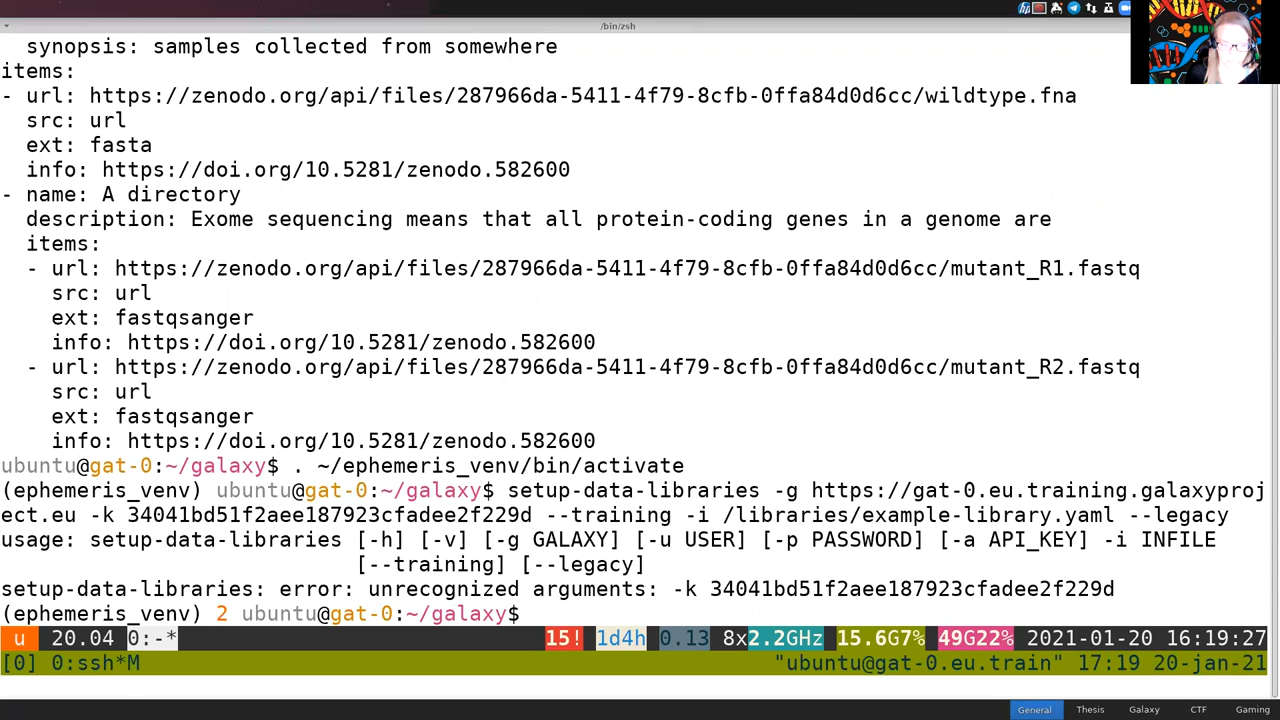 /bin/zsh
synopsis: samples collected from somewhere
items:
- url: https://zenodo.org/api/files/287966da-5411-4f79-8cfb-0ffa84d0d6cc/wildtype.fna
src: url
ext: fasta
info: https://doi.org/10.5281/zenodo.582600
- name: A directory
description: Exome sequencing means that all protein-coding genes in a genome are
items:
- url: https://zenodo.org/api/files/287966da-5411-4f79-8cfb-0ffa84d0d6cc/mutant_R1.fastq
src: url
ext: fastqsanger
info: https://doi.org/10.5281/zenodo.582600
- url: https://zenodo.org/api/files/287966da-5411-4f79-8cfb-0ffa84d0d6cc/mutant_R2.fastq
src: url
ext: fastqsanger
info: https://doi.org/10.5281/zenodo.582600
ubuntu@gat-0:~/galaxy$ . ~/ephemeris_venv/bin/activate
(ephemeris_venv) ubuntu@gat-0:~/galaxy$ setup-data-libraries -g https://gat-0.eu.training.galaxyproj
ect.eu -k 34041bd51f2aee187923cfadee2f229d --training -i /libraries/example-library.yaml --legacy
usage: setup-data-libraries [-h] [-v] [-g GALAXY] [-u USER] [-p PASSWORD] [-a API_KEY] -i INFILE
[--training] [--legacy]
setup-data-libraries: error: unrecognized arguments: -k 34041bd51f2aee187923cfadee2f229d
(ephemeris_venv) 2 ubuntu@gat-0:~/galaxy$
u 20.04 0:-* 15! 1d4h 0.13 8x2.2GHz 15.6G7% 49G22% 2021-01-20 16:19:27
[0] 0:ssh*M "ubuntu@gat-0.eu.train" 17:19 20-jan-21
General Thesis Galaxy CTF Gaming